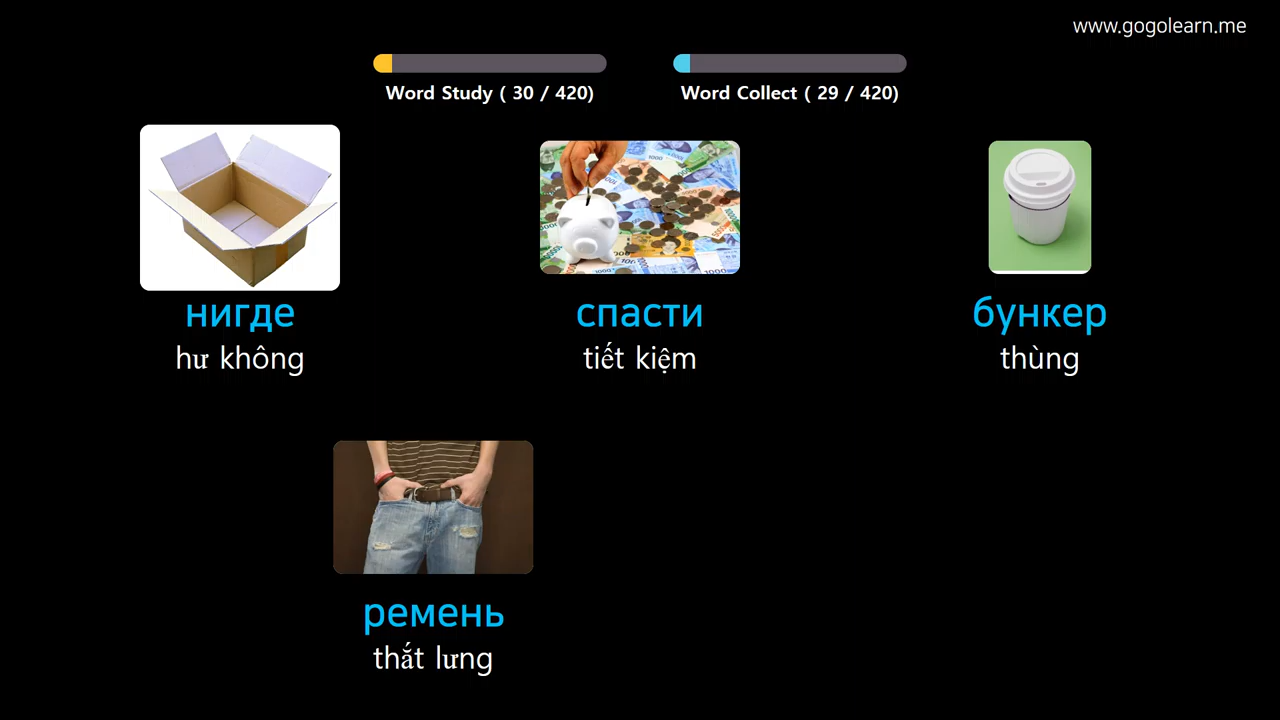 www.gogolearn.me
Word Study ( 30 / 420)
Word Collect ( 29 / 420)
нигде
hư không
спасти
tiết kiệm
бункер
thùng
ремень
thắt lưng